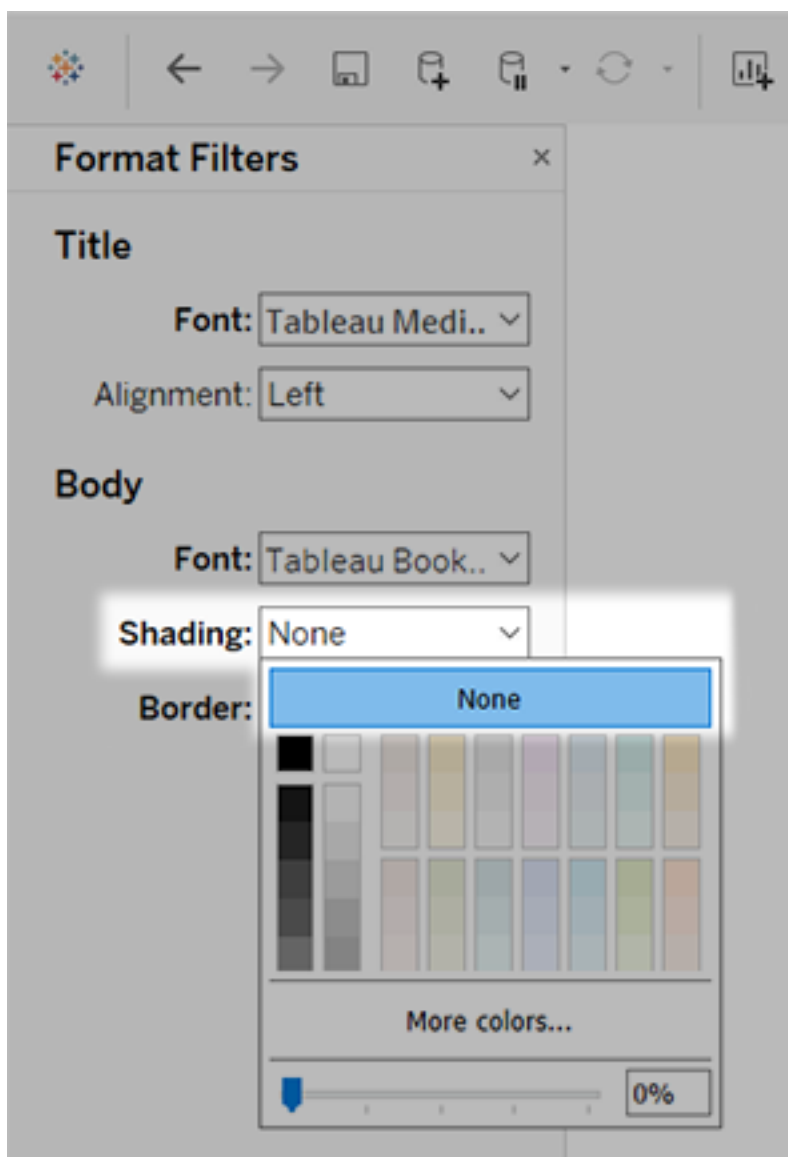 Format Filters ×
Title
Font: Tableau Medi..
Alignment: Left
Body
Font: Tableau Book..
Shading: None
Border:
None
More colors...
0%